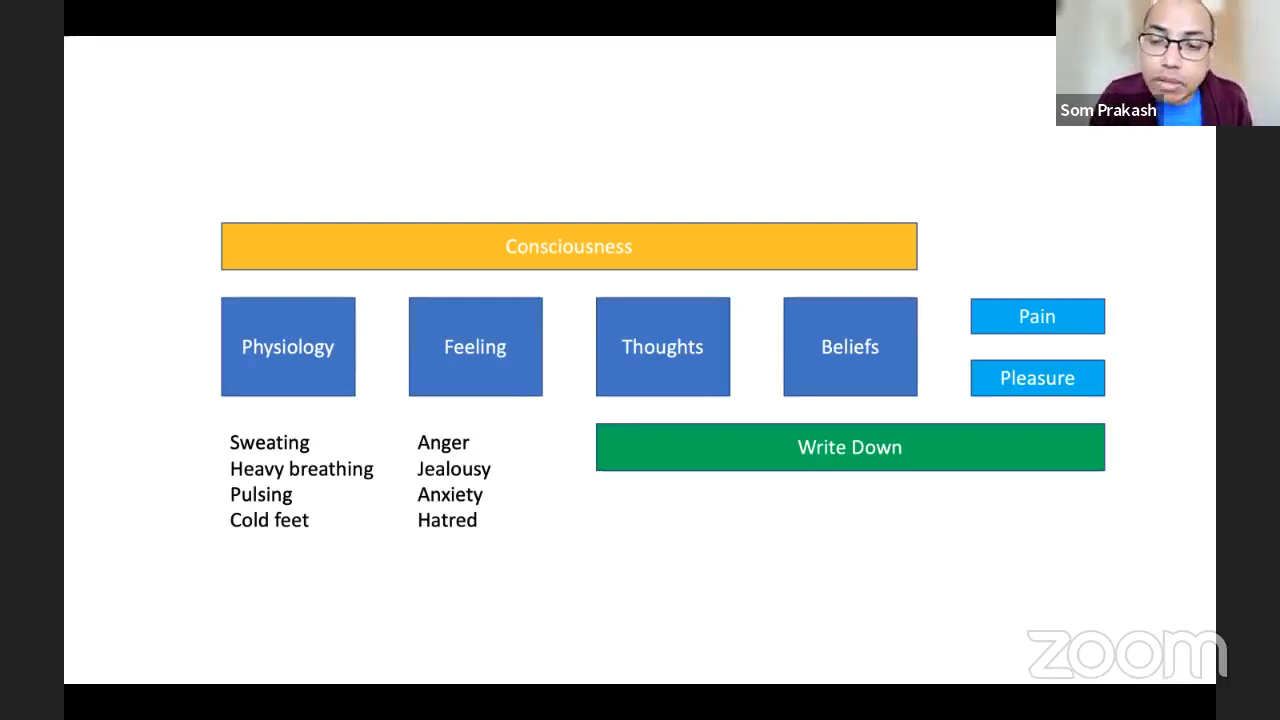 Som Prakash
Consciousness
Physiology
Feeling
Thoughts
Beliefs
Pain
Pleasure
Write Down
Sweating
Heavy breathing
Pulsing
Cold feet
Anger
Jealousy
Anxiety
Hatred
zoom